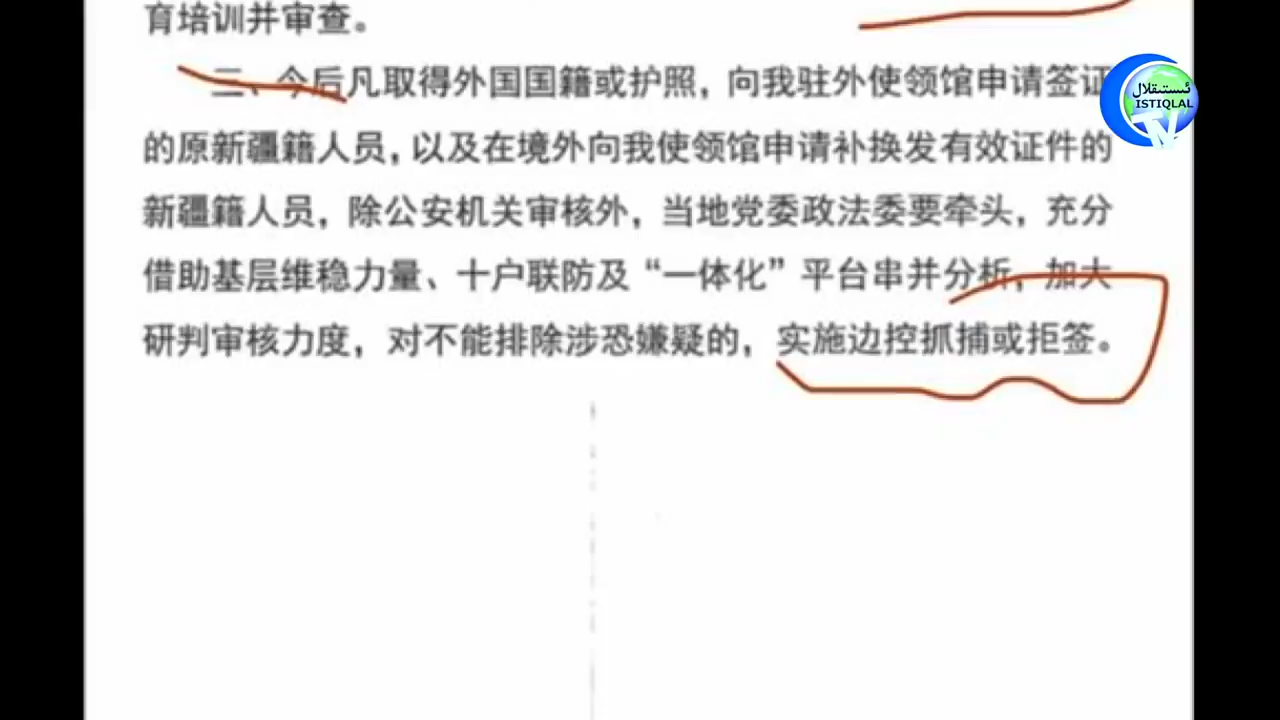 育培训并审查。
二、今后凡取得外国国籍或护照，向我驻外使领馆申请签证
的原新疆籍人员，以及在境外向我使领馆申请补换发有效证件的
新疆籍人员，除公安机关审核外，当地党委政法委要牵头，充分
借助基层维稳力量、十户联防及“一体化”平台串并分析，加大
研判审核力度，对不能排除涉恐嫌疑的，实施边控抓捕或拒签。
ئىستىقلال
ISTIQLAL
TV